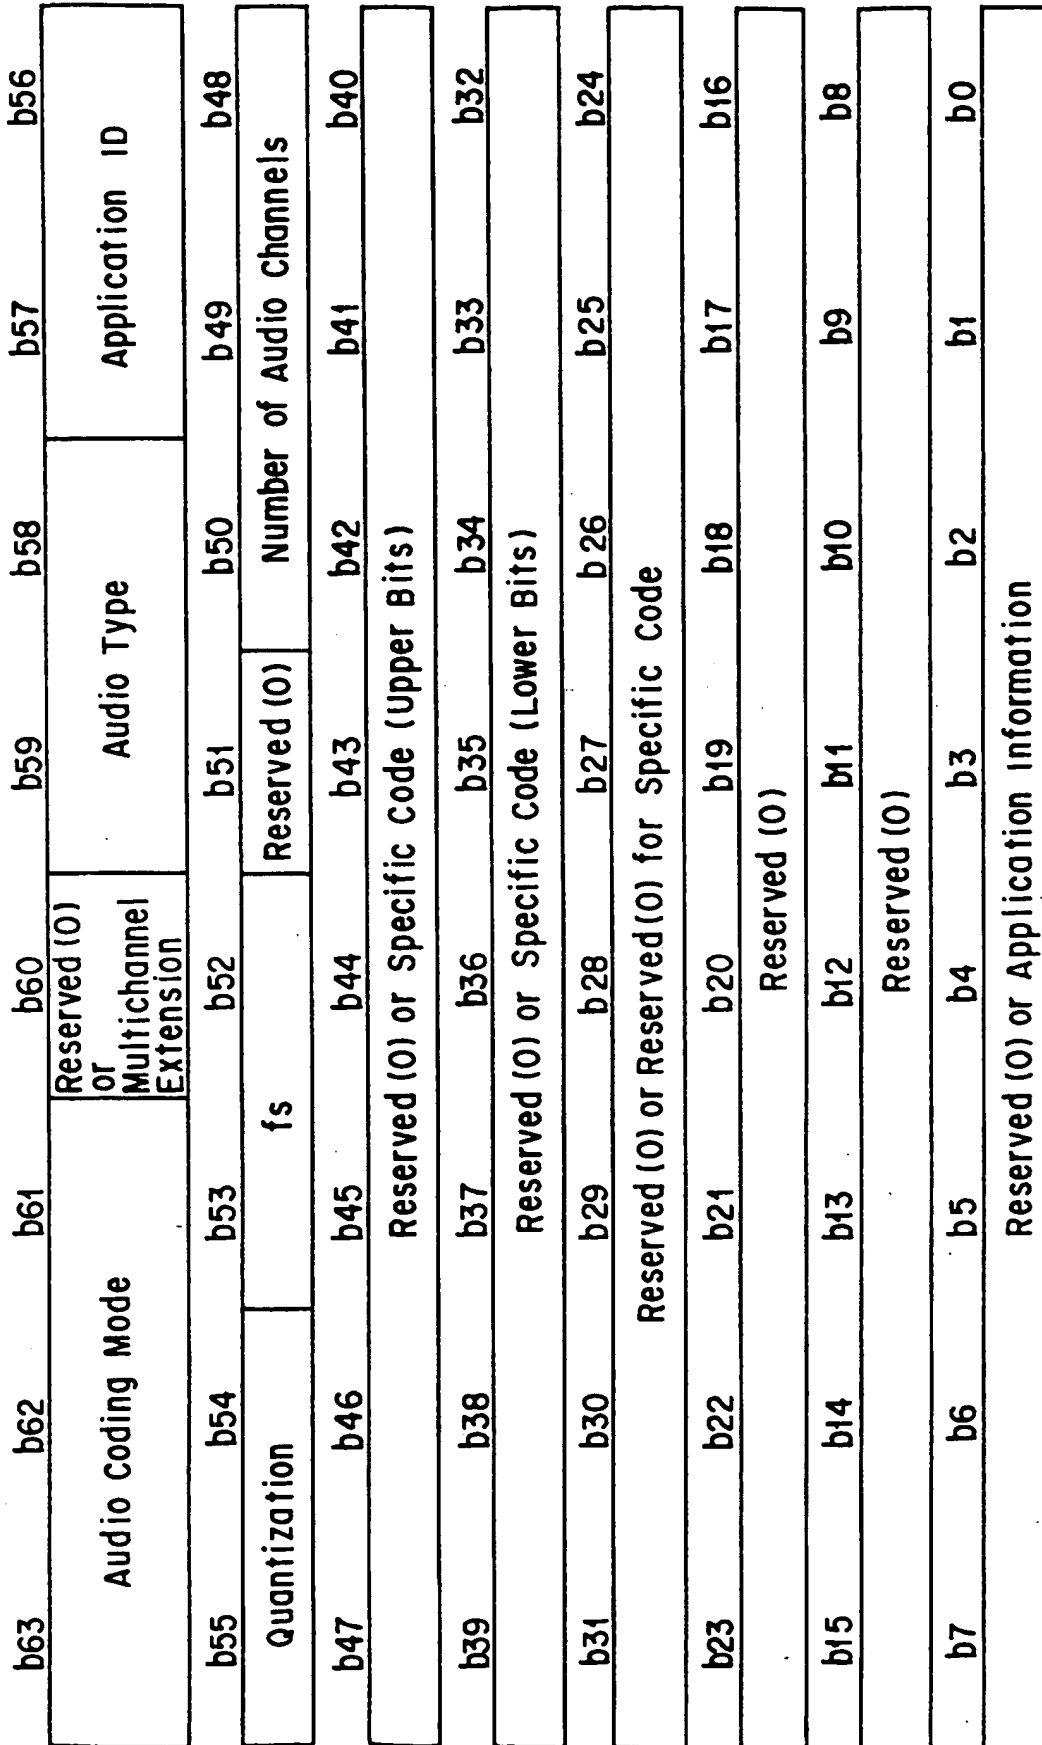 b63 b62 b61 b60 b59 b58 b57 b56
Audio Coding Mode
Reserved (0)
or
Multichannel
Extension
Audio Type
Application ID
b55 b54 b53 b52 b51 b50 b49 b48
Quantization
fs
Reserved (0)
Number of Audio Channels
b47 b46 b45 b44 b43 b42 b41 b40
Reserved (0) or Specific Code (Upper Bits)
b39 b38 b37 b36 b35 b34 b33 b32
Reserved (0) or Specific Code (Lower Bits)
b31 b30 b29 b28 b27 b26 b25 b24
Reserved (0) or Reserved (0) for Specific Code
b23 b22 b21 b20 b19 b18 b17 b16
Reserved (0)
b15 b14 b13 b12 b11 b10 b9 b8
Reserved (0)
b7 b6 b5 b4 b3 b2 b1 b0
Reserved (0) or Application Information